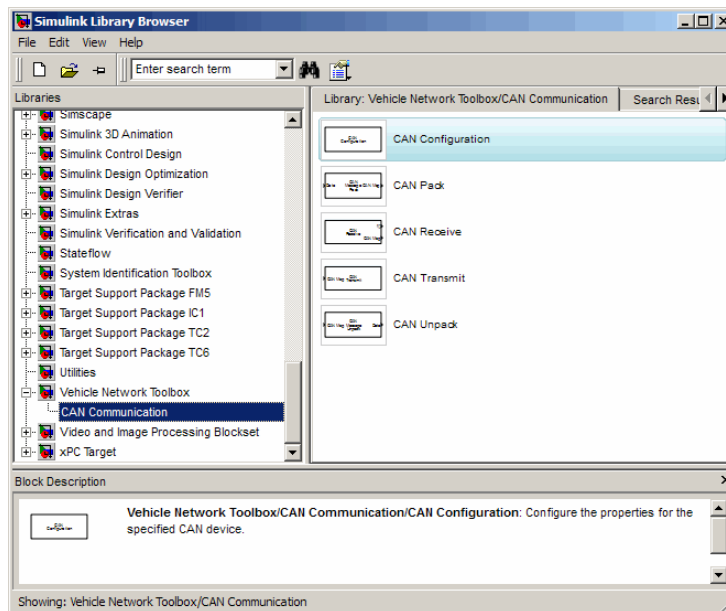 Simulink Library Browser
File Edit View Help
Enter search term
Libraries
Simscape
Simulink 3D Animation
Simulink Control Design
Simulink Design Optimization
Simulink Design Verifier
Simulink Extras
Simulink Verification and Validation
Stateflow
System Identification Toolbox
Target Support Package FM5
Target Support Package IC1
Target Support Package TC2
Target Support Package TC6
Utilities
Vehicle Network Toolbox
CAN Communication
Video and Image Processing Blockset
xPC Target
Library: Vehicle Network Toolbox/CAN Communication Search Resu
CAN Configuration
CAN Pack
CAN Receive
CAN Transmit
CAN Unpack
Block Description
Vehicle Network Toolbox/CAN Communication/CAN Configuration: Configure the properties for the
specified CAN device.
Showing: Vehicle Network Toolbox/CAN Communication